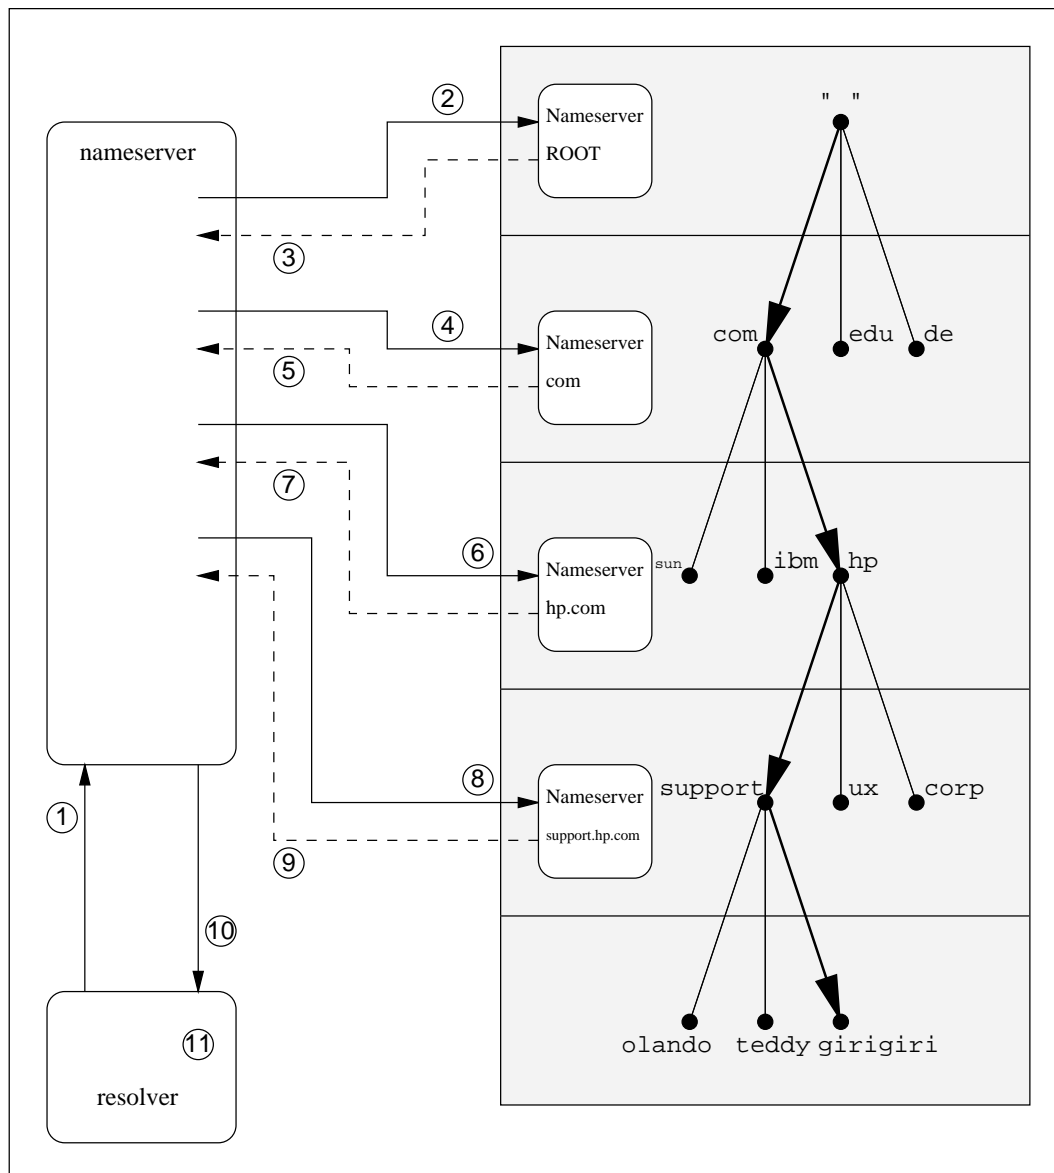 " "
2
Nameserver
nameserver
ROOT
3
4
Nameserver
com
edu
de
5
com
7
6
Nameserver
sun
ibm
hp
hp.com
8
Nameserver
support
ux
corp
1
support.hp.com
9
10
11
olando
teddy
girigiri
resolver